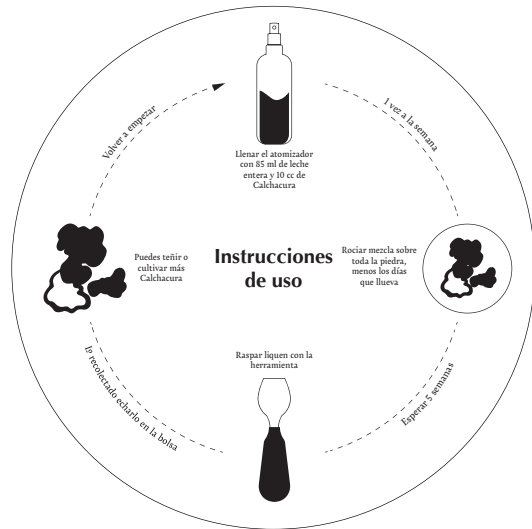 Llenar el atomizador
con 85 ml de leche
entera y 10 cc de
Calchacura
1 vez a la semana
Rociar mezcla sobre
toda la piedra,
menos los días
que llueva
Esperar 5 semanas
Raspar liquen con la
herramienta
lº recolectado echarlo en la bolsa
Puedes teñir o
cultivar más
Calchacura
Volver a empezar
Instrucciones
de uso